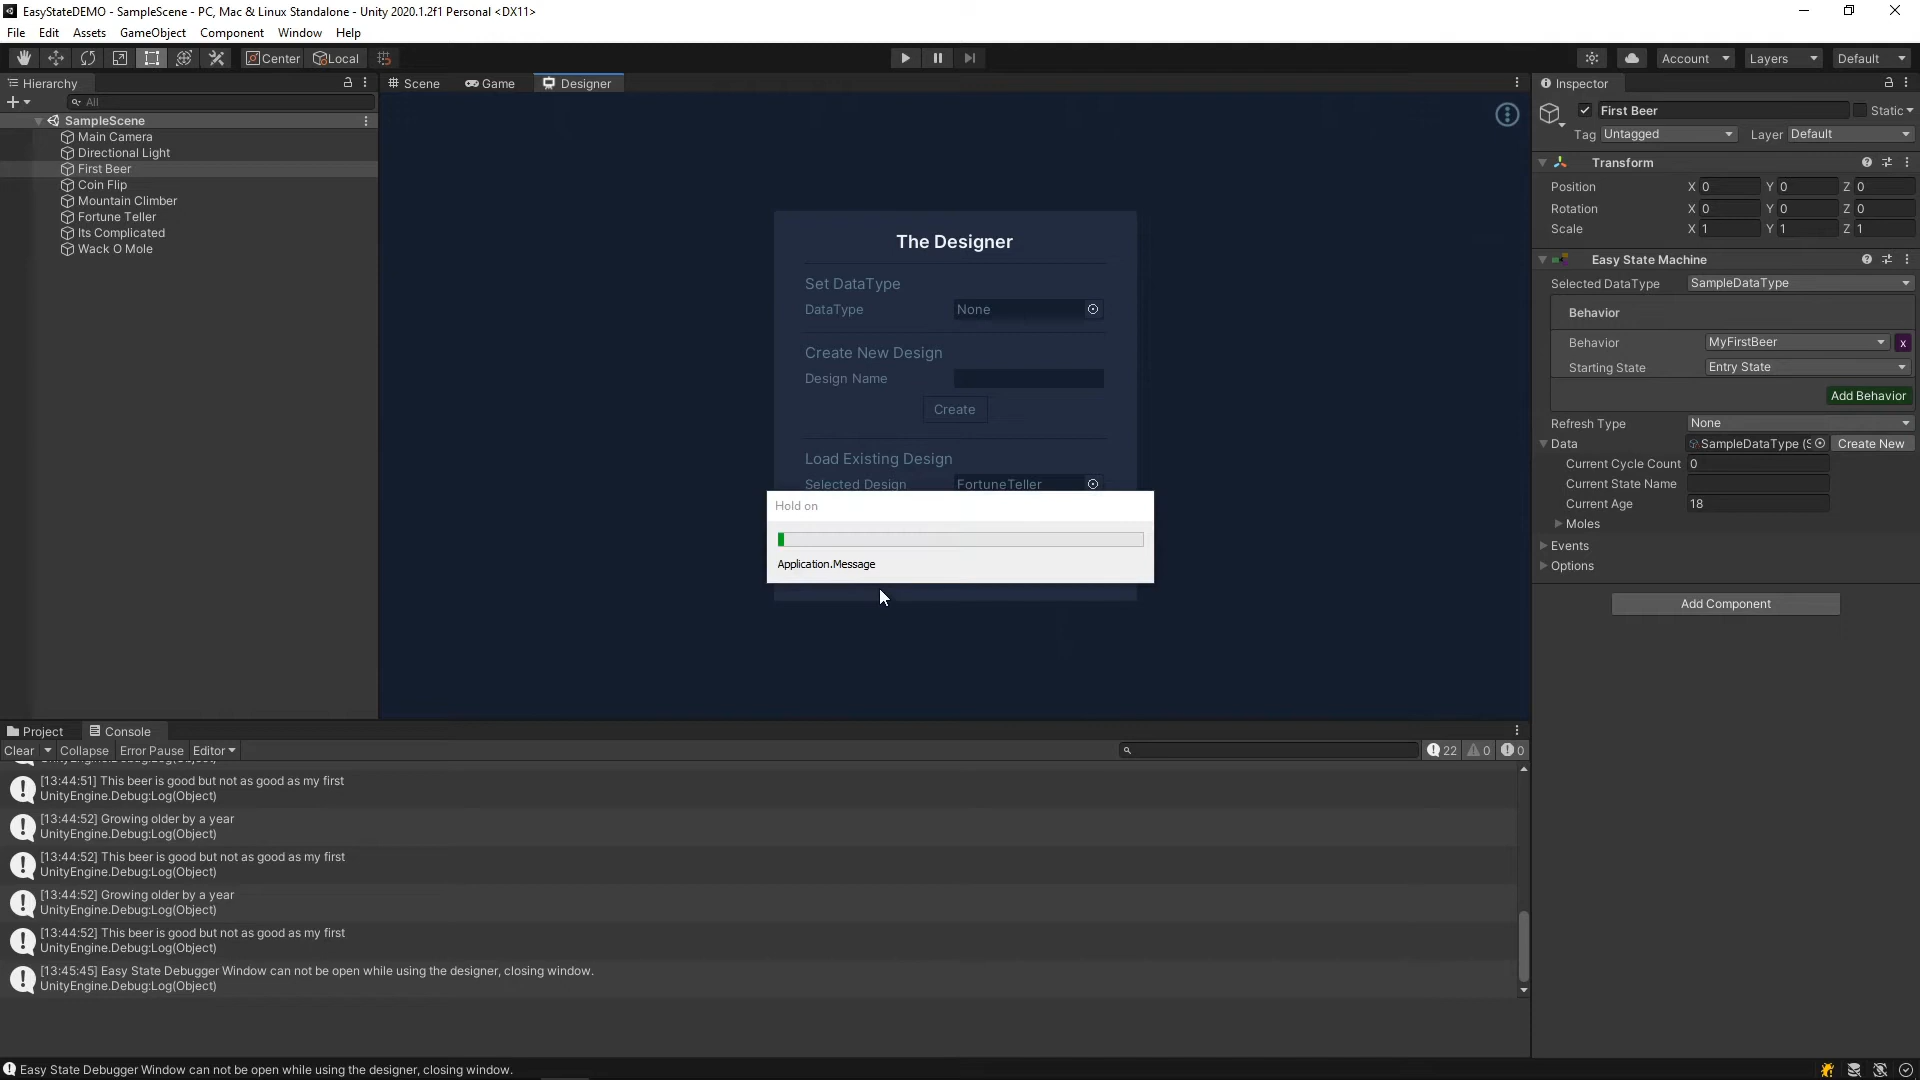 EasyStateDEMO - SampleScene - PC, Mac & Linux Standalone - Unity 2020.1.2f1 Personal <DX11>
File Edit Assets GameObject Component Window Help
Center Local Account Layers Default
Hierarchy
All
SampleScene
Main Camera
Directional Light
First Beer
Coin Flip
Mountain Climber
Fortune Teller
Its Complicated
Wack O Mole
Scene Game Designer
The Designer
Set DataType
DataType None
Create New Design
Design Name
Create
Load Existing Design
Selected Design FortuneTeller
Hold on
Application.Message
Inspector
First Beer Static
Tag Untagged Layer Default
Transform
Position X 0 Y 0 Z 0
Rotation X 0 Y 0 Z 0
Scale X 1 Y 1 Z 1
Easy State Machine
Selected DataType SampleDataType
Behavior
Behavior MyFirstBeer x
Starting State Entry State
Add Behavior
Refresh Type None
Data SampleDataType (S Create New
Current Cycle Count 0
Current State Name
Current Age 18
Moles
Events
Options
Add Component
Project Console
Clear Collapse Error Pause Editor 22 0 0
[13:44:51] This beer is good but not as good as my first
UnityEngine.Debug:Log(Object)
[13:44:52] Growing older by a year
UnityEngine.Debug:Log(Object)
[13:44:52] This beer is good but not as good as my first
UnityEngine.Debug:Log(Object)
[13:44:52] Growing older by a year
UnityEngine.Debug:Log(Object)
[13:44:52] This beer is good but not as good as my first
UnityEngine.Debug:Log(Object)
[13:45:45] Easy State Debugger Window can not be open while using the designer, closing window.
UnityEngine.Debug:Log(Object)
Easy State Debugger Window can not be open while using the designer, closing window.